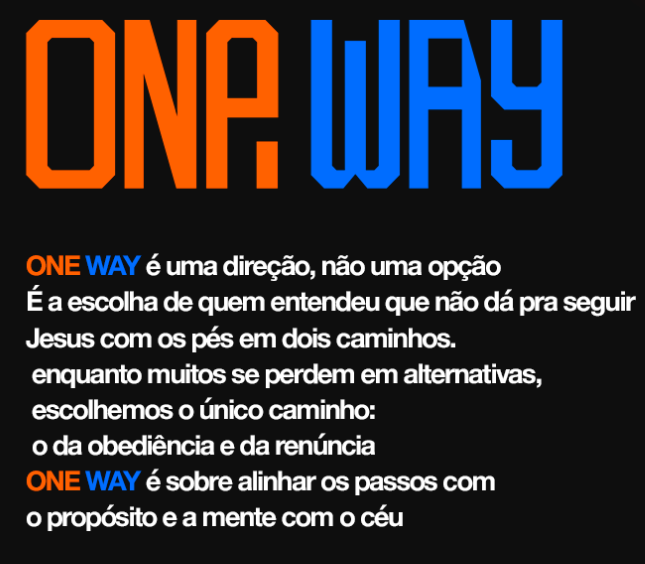 ONE WAY
ONE WAY é uma direção, não uma opção
É a escolha de quem entendeu que não dá pra seguir
Jesus com os pés em dois caminhos.
enquanto muitos se perdem em alternativas,
escolhemos o único caminho:
o da obediência e da renúncia
ONE WAY é sobre alinhar os passos com
o propósito e a mente com o céu